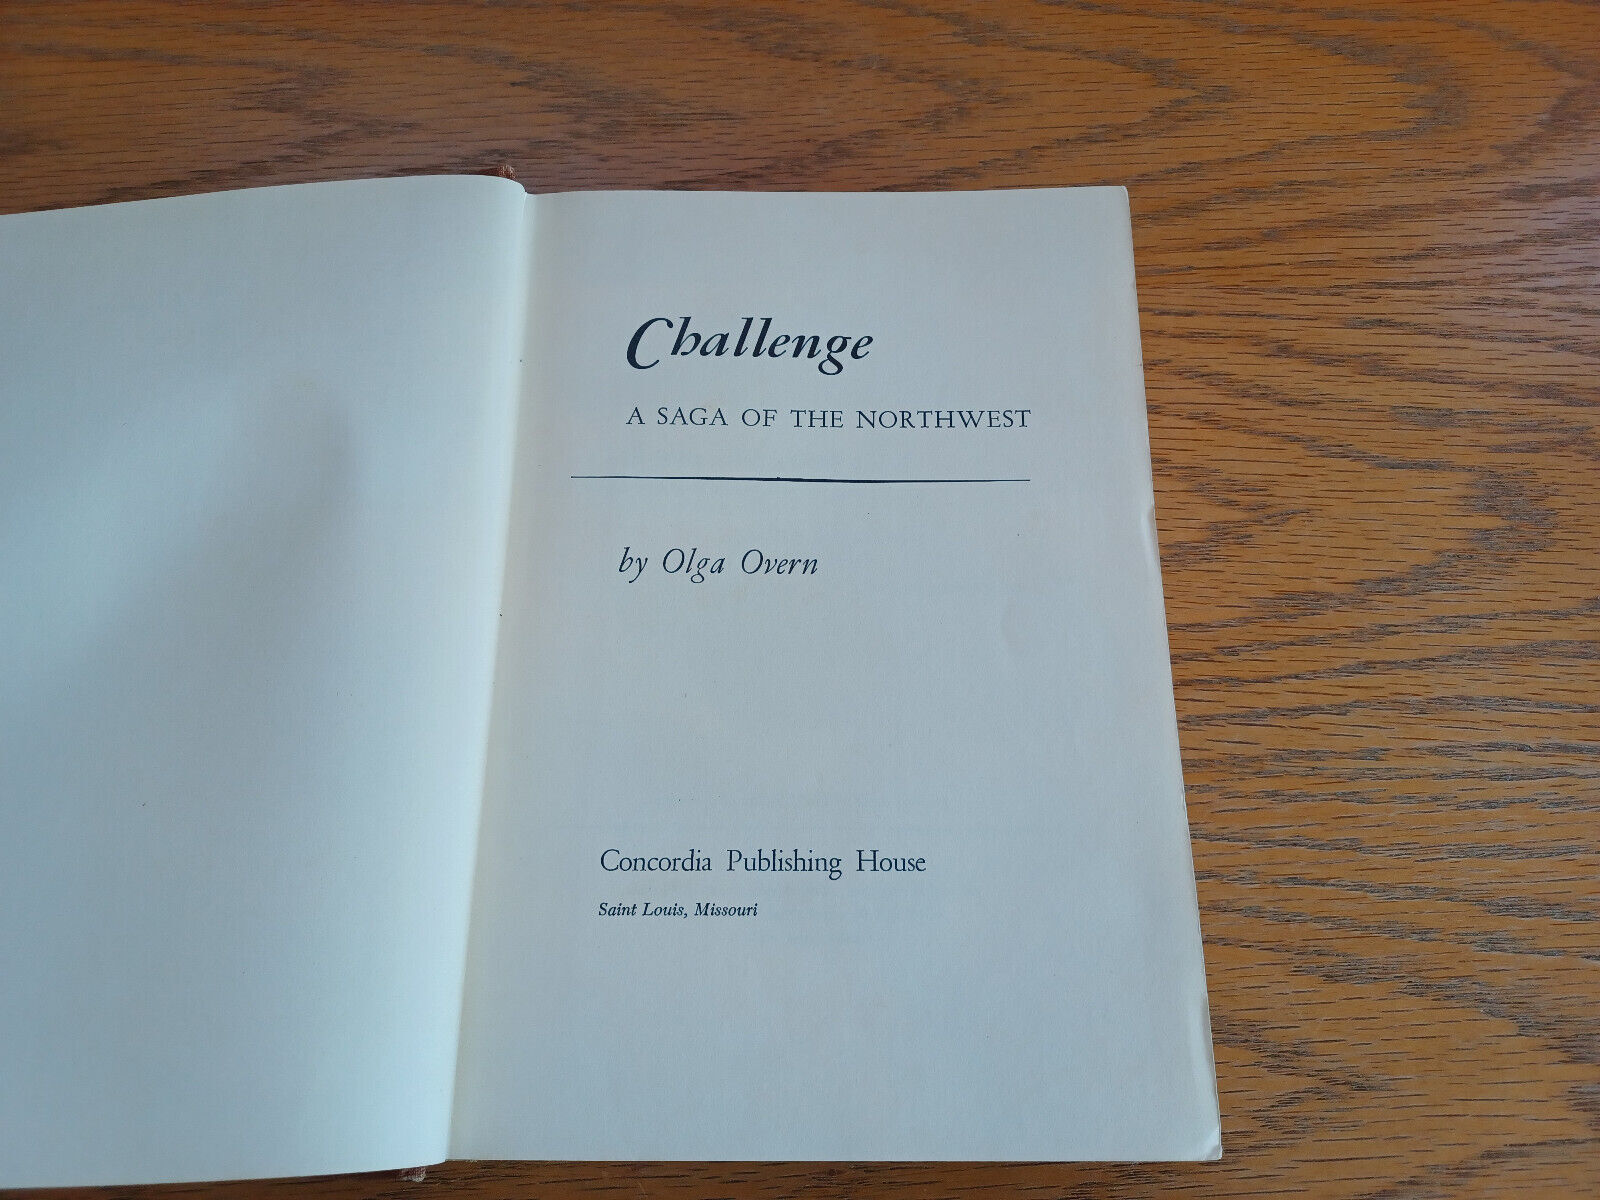 Challenge
A SAGA OF THE NORTHWEST
by Olga Overn
Concordia Publishing House
Saint Louis, Missouri